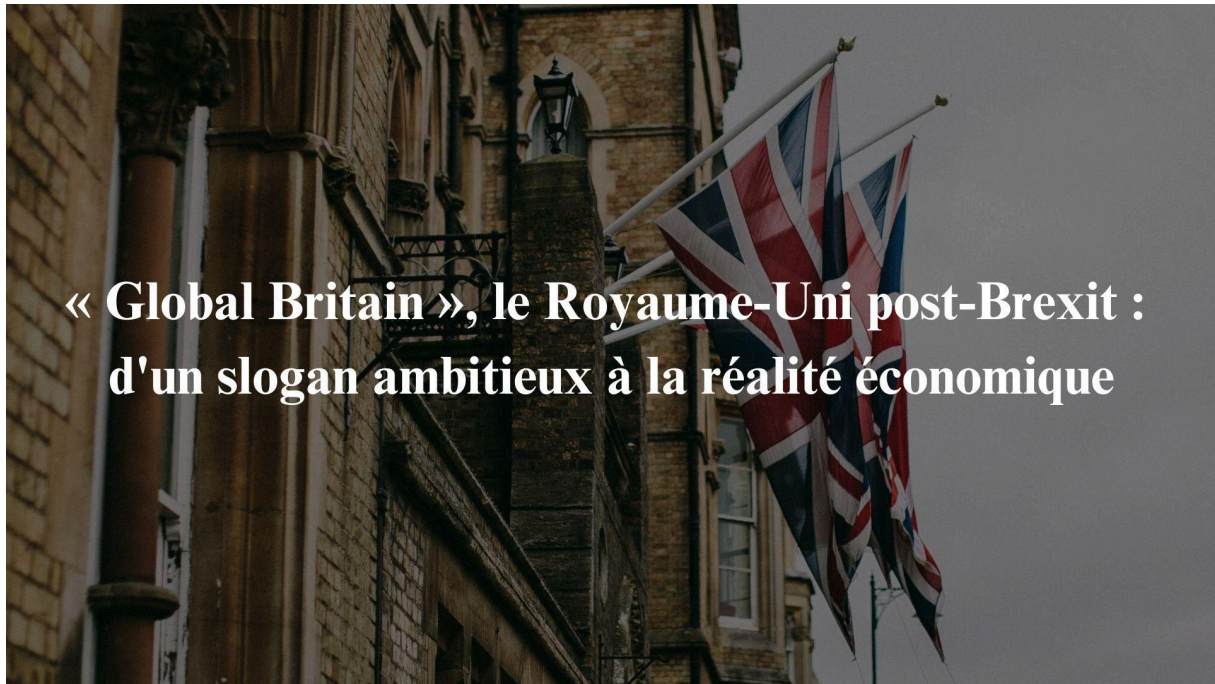 « Global Britain », le Royaume-Uni post-Brexit :
d'un slogan ambitieux à la réalité économique